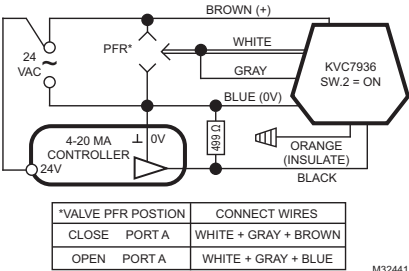 BROWN (+)
PFR*
WHITE
24
VAC
~
GRAY
KVC7936
SW.2 = ON
BLUE (0V)
4-20 MA
CONTROLLER
⊥ 0V
24V
499 Ω
ORANGE
(INSULATE)
BLACK
*VALVE PFR POSTION CONNECT WIRES
CLOSE PORT A WHITE + GRAY + BROWN
OPEN PORT A WHITE + GRAY + BLUE
M32441